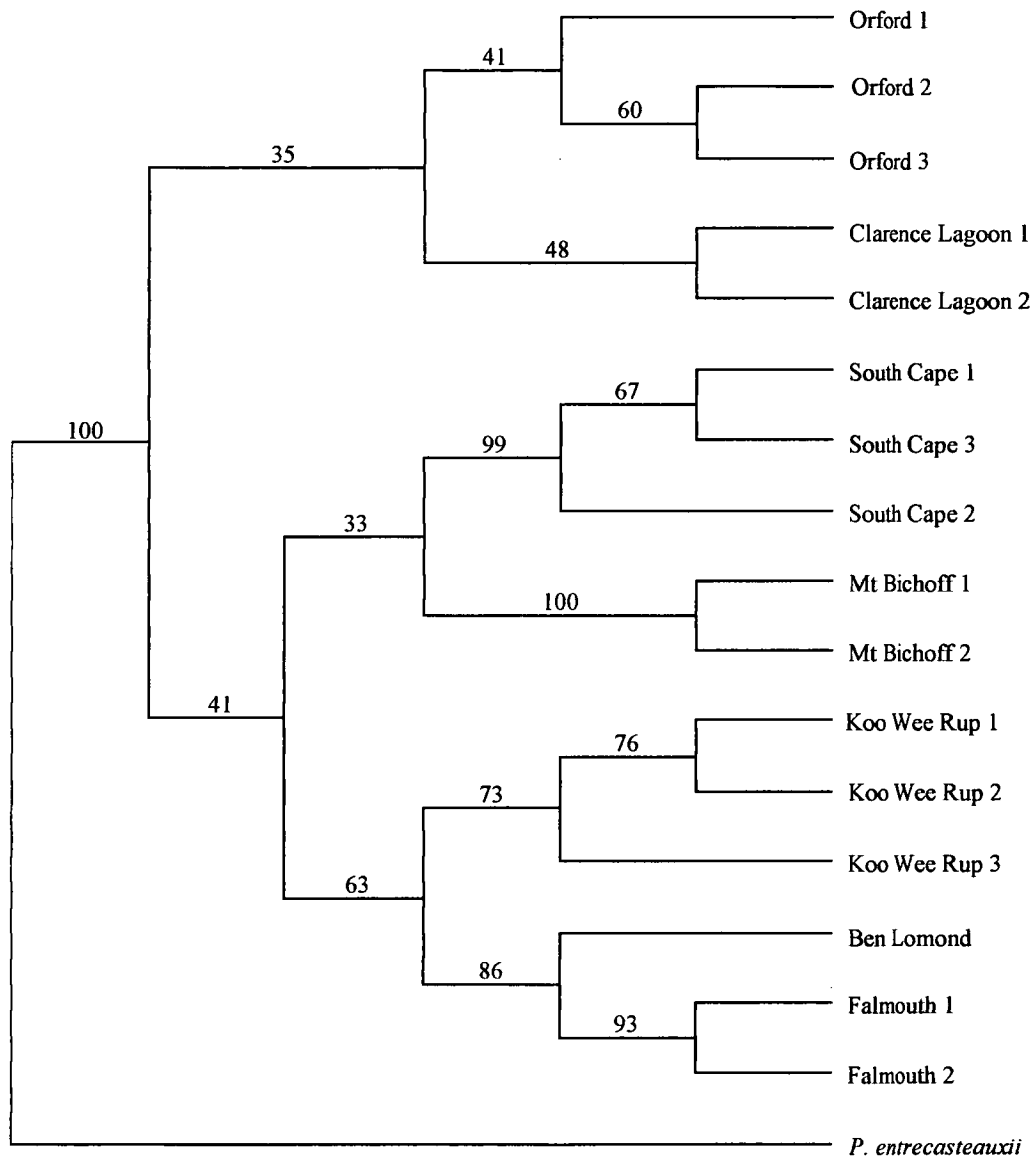 Orford 1
41
Orford 2
60
35
Orford 3
Clarence Lagoon 1
48
Clarence Lagoon 2
South Cape 1
67
100
99
South Cape 3
South Cape 2
33
Mt Bichoff 1
100
Mt Bichoff 2
41
Koo Wee Rup 1
76
Koo Wee Rup 2
73
Koo Wee Rup 3
63
Ben Lomond
86
Falmouth 1
93
Falmouth 2
P. entrecasteauxii